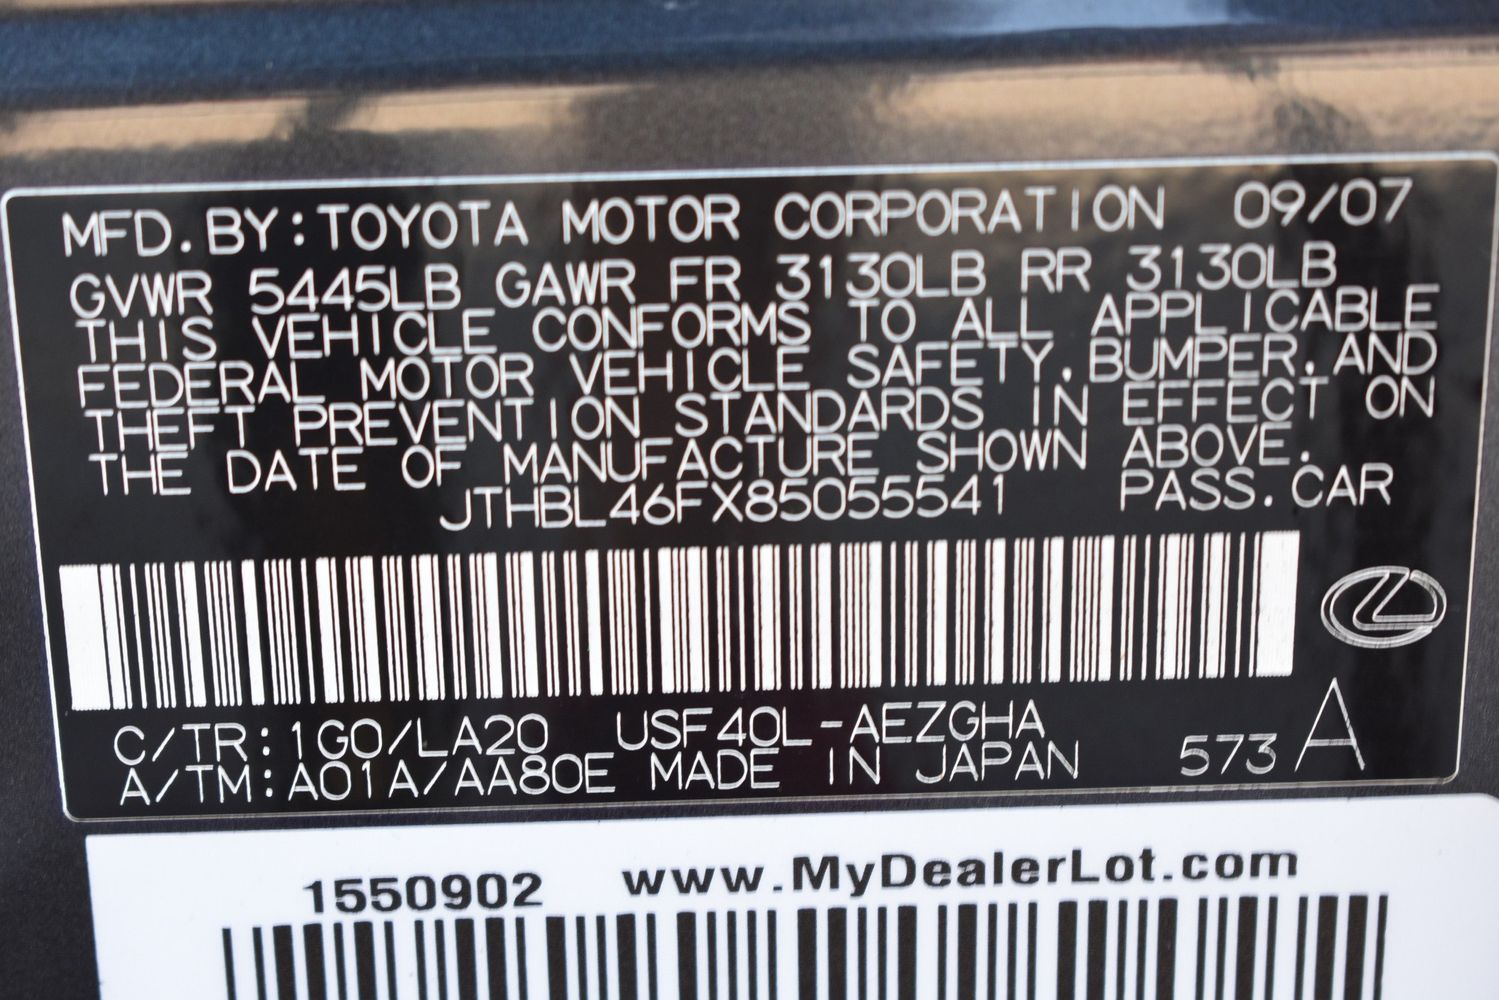 MFD. BY: TOYOTA MOTOR CORPORATION 09/07
GVWR 5445LB GAWR FR 3130LB RR 3130LB
THIS VEHICLE CONFORMS TO ALL APPLICABLE
FEDERAL MOTOR VEHICLE SAFETY, BUMPER, AND
THEFT PREVENTION STANDARDS IN EFFECT ON
THE DATE OF MANUFACTURE SHOWN ABOVE.
JTHBL46FX85055541 PASS. CAR
C/TR: 1G0/LA20 USF40L-AEZGHA
A/TM: A01A/AA80E MADE IN JAPAN 573 A
1550902 www.MyDealerLot.com